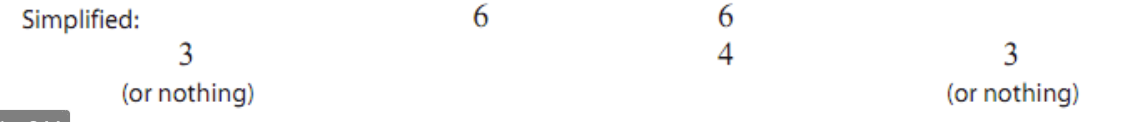 Simplified: 6 6
3 4 3
(or nothing) (or nothing)